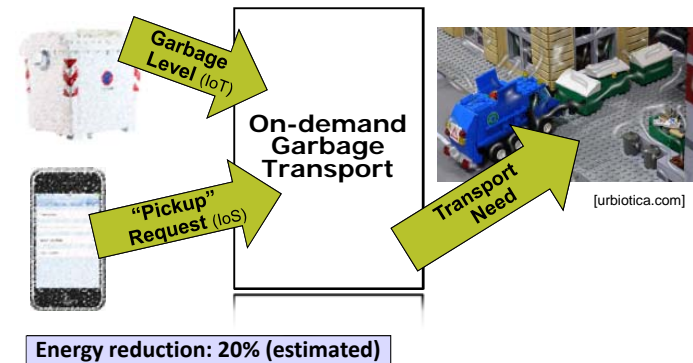 Garbage
Level (IoT)
On-demand
Garbage
Transport
"Pickup"
Request (IoS)
Transport
Need
[urbiotica.com]
Energy reduction: 20% (estimated)